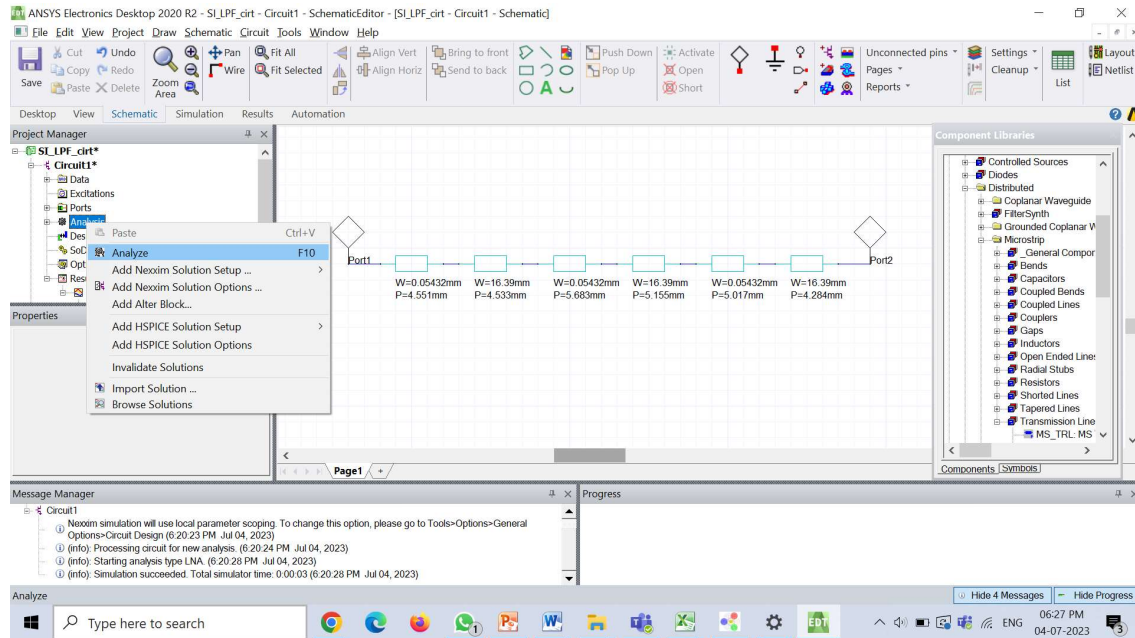 ANSYS Electronics Desktop 2020 R2 - SI_LPF_cirt - Circuit1 - SchematicEditor - [SI_LPF_cirt - Circuit1 - Schematic]
File Edit View Project Draw Schematic Circuit Tools Window Help
Save
Cut
Copy
Paste
Undo
Redo
Delete
Zoom Area
Pan
Wire
Fit All
Fit Selected
Align Vert
Align Horiz
Bring to front
Send to back
Push Down
Pop Up
Activate
Open
Short
Unconnected pins
Pages
Reports
Settings
Cleanup
List
Layout
Netlist
Desktop View Schematic Simulation Results Automation
Project Manager
SI_LPF_cirt*
Circuit1*
Data
Excitations
Ports
Analysis
Des
SoD
Opt
Res
Properties
Paste Ctrl+V
Analyze F10
Add Nexxim Solution Setup ...
Add Nexxim Solution Options ...
Add Alter Block...
Add HSPICE Solution Setup
Add HSPICE Solution Options
Invalidate Solutions
Import Solution ...
Browse Solutions
Port1
Port2
W=0.05432mm W=16.39mm W=0.05432mm W=16.39mm W=0.05432mm W=16.39mm
P=4.551mm P=4.533mm P=5.683mm P=5.155mm P=5.017mm P=4.284mm
Page1 +
Component Libraries
Controlled Sources
Diodes
Distributed
Coplanar Waveguide
FilterSynth
Grounded Coplanar W
Microstrip
_General Compor
Bends
Capacitors
Coupled Bends
Coupled Lines
Couplers
Gaps
Inductors
Open Ended Lines
Radial Stubs
Resistors
Shorted Lines
Tapered Lines
Transmission Line
MS_TRL: MS
Components Symbols
Message Manager
Circuit1
Nexxim simulation will use local parameter scoping. To change this option, please go to Tools>Options>General
Options>Circuit Design (6:20:23 PM Jul 04, 2023)
(info): Processing circuit for new analysis. (6:20:24 PM Jul 04, 2023)
(info): Starting analysis type LNA. (6:20:28 PM Jul 04, 2023)
(info): Simulation succeeded. Total simulator time: 0:00:03 (6:20:28 PM Jul 04, 2023)
Progress
Analyze
Hide 4 Messages
Hide Progress
Type here to search
1
EDT
ENG
06:27 PM
04-07-2023
3